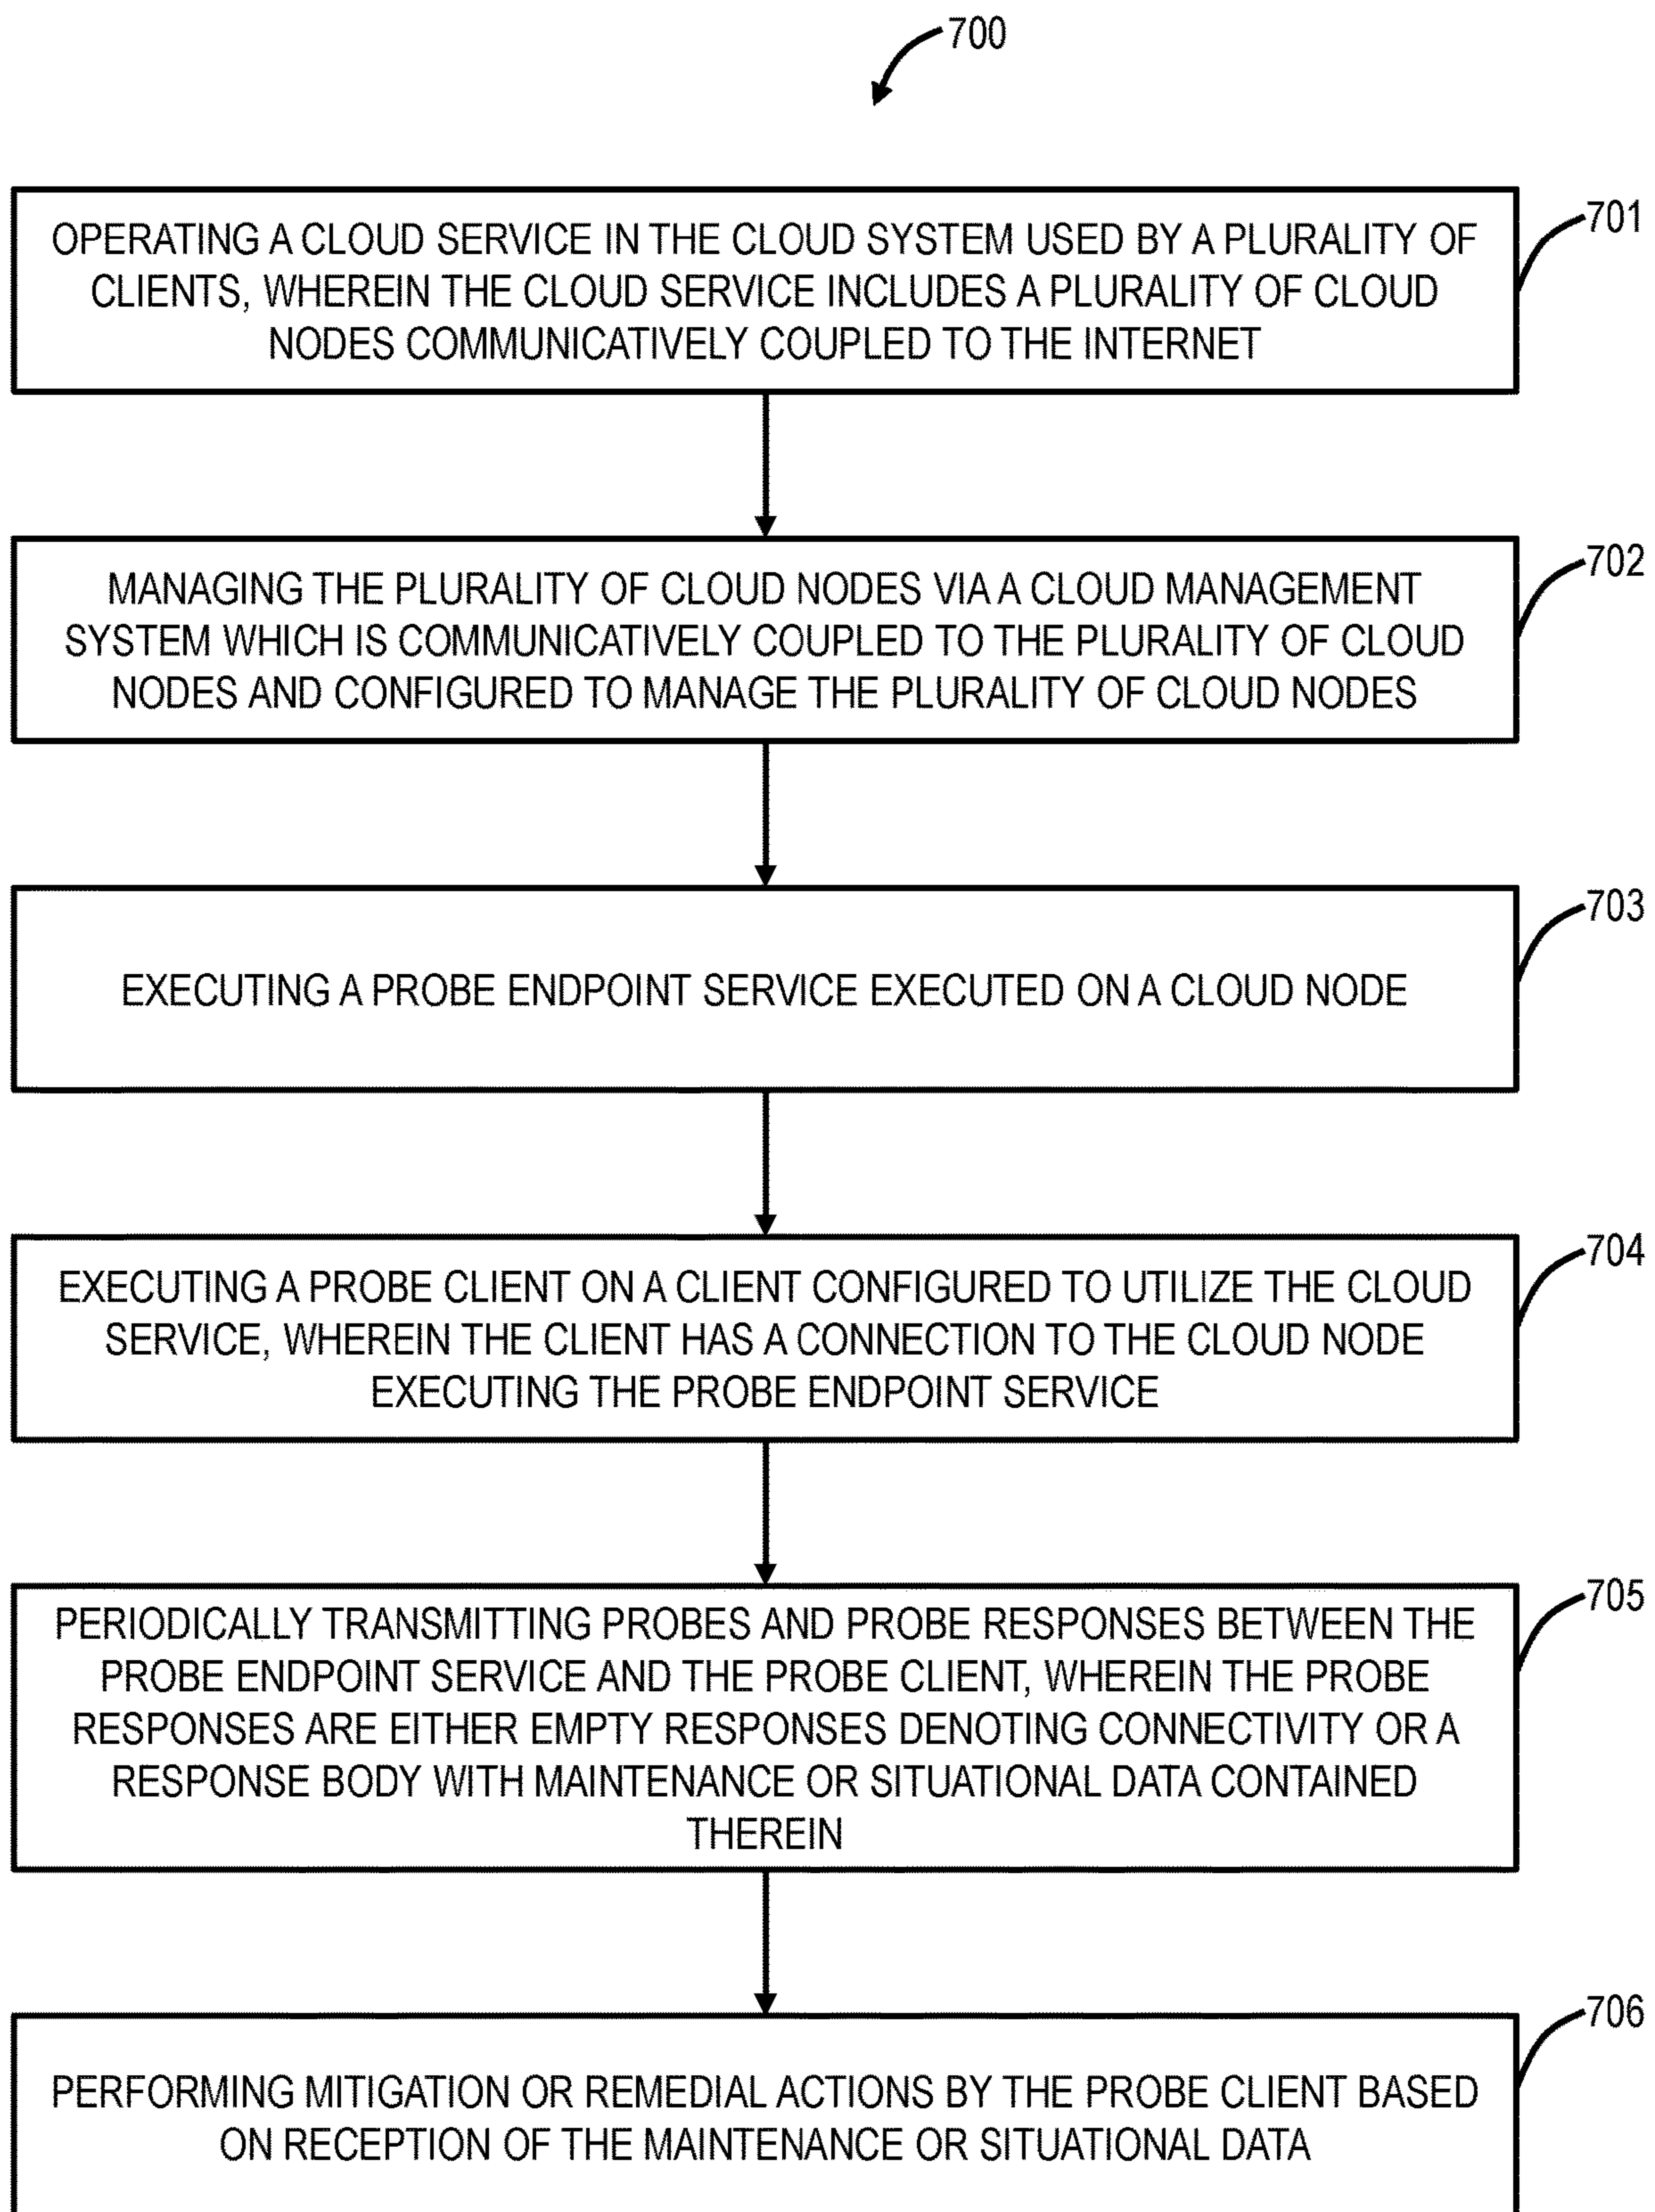 700
OPERATING A CLOUD SERVICE IN THE CLOUD SYSTEM USED BY A PLURALITY OF
CLIENTS, WHEREIN THE CLOUD SERVICE INCLUDES A PLURALITY OF CLOUD
NODES COMMUNICATIVELY COUPLED TO THE INTERNET
701
MANAGING THE PLURALITY OF CLOUD NODES VIA A CLOUD MANAGEMENT
SYSTEM WHICH IS COMMUNICATIVELY COUPLED TO THE PLURALITY OF CLOUD
NODES AND CONFIGURED TO MANAGE THE PLURALITY OF CLOUD NODES
702
EXECUTING A PROBE ENDPOINT SERVICE EXECUTED ON A CLOUD NODE
703
EXECUTING A PROBE CLIENT ON A CLIENT CONFIGURED TO UTILIZE THE CLOUD
SERVICE, WHEREIN THE CLIENT HAS A CONNECTION TO THE CLOUD NODE
EXECUTING THE PROBE ENDPOINT SERVICE
704
PERIODICALLY TRANSMITTING PROBES AND PROBE RESPONSES BETWEEN THE
PROBE ENDPOINT SERVICE AND THE PROBE CLIENT, WHEREIN THE PROBE
RESPONSES ARE EITHER EMPTY RESPONSES DENOTING CONNECTIVITY OR A
RESPONSE BODY WITH MAINTENANCE OR SITUATIONAL DATA CONTAINED
THEREIN
705
PERFORMING MITIGATION OR REMEDIAL ACTIONS BY THE PROBE CLIENT BASED
ON RECEPTION OF THE MAINTENANCE OR SITUATIONAL DATA
706